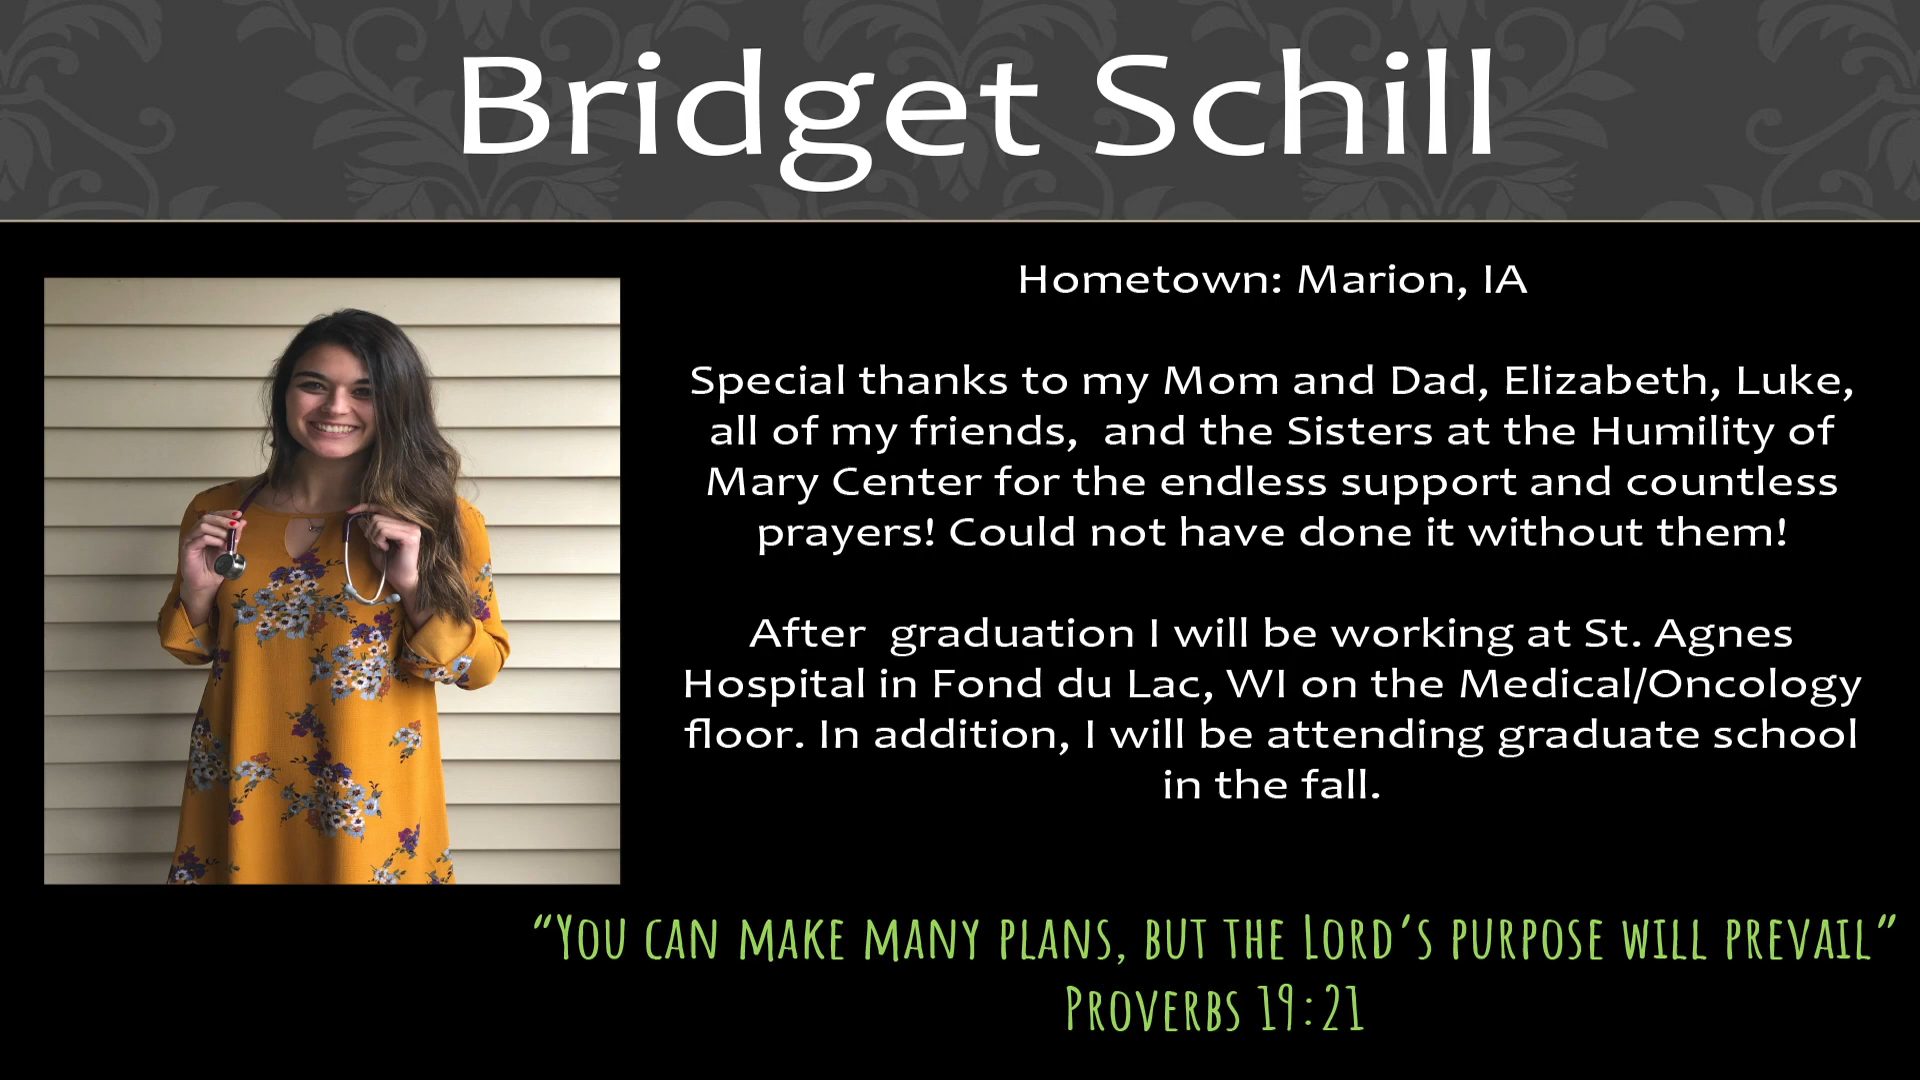 Bridget Schill
Hometown: Marion, IA
Special thanks to my Mom and Dad, Elizabeth, Luke,
all of my friends,  and the Sisters at the Humility of
Mary Center for the endless support and countless
prayers! Could not have done it without them!
After  graduation I will be working at St. Agnes
Hospital in Fond du Lac, WI on the Medical/Oncology
floor. In addition, I will be attending graduate school
in the fall.
“You can make many plans, but the Lord’s purpose will prevail”
Proverbs 19:21